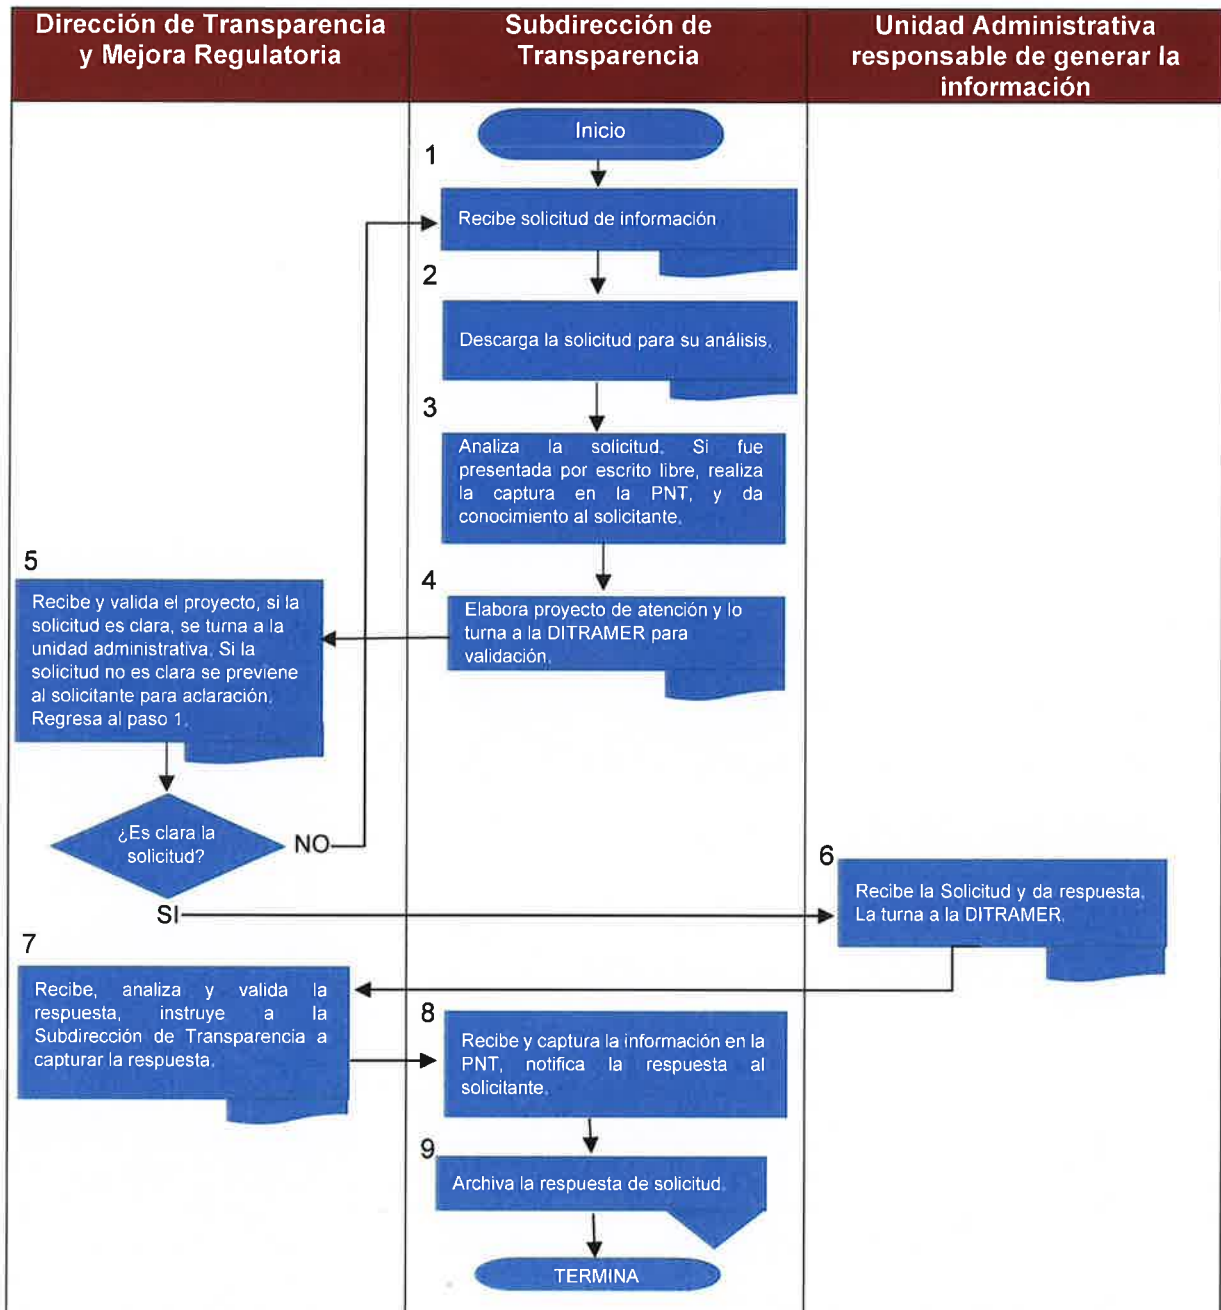 Dirección de Transparencia
y Mejora Regulatoria
Subdirección de
Transparencia
Unidad Administrativa
responsable de generar la
información
Inicio
1
Recibe solicitud de información
2
Descarga la solicitud para su análisis.
3
Analiza la solicitud. Si fue
presentada por escrito libre, realiza
la captura en la PNT, y da
conocimiento al solicitante.
4
Elabora proyecto de atención y lo
turna a la DITRAMER para
validación.
5
Recibe y valida el proyecto, si la
solicitud es clara, se turna a la
unidad administrativa. Si la
solicitud no es clara se previene
al solicitante para aclaración.
Regresa al paso 1.
¿Es clara la
solicitud?
NO
SI
6
Recibe la Solicitud y da respuesta.
La turna a la DITRAMER.
7
Recibe, analiza y valida la
respuesta, instruye a la
Subdirección de Transparencia a
capturar la respuesta.
8
Recibe y captura la información en la
PNT, notifica la respuesta al
solicitante.
9
Archiva la respuesta de solicitud.
TERMINA